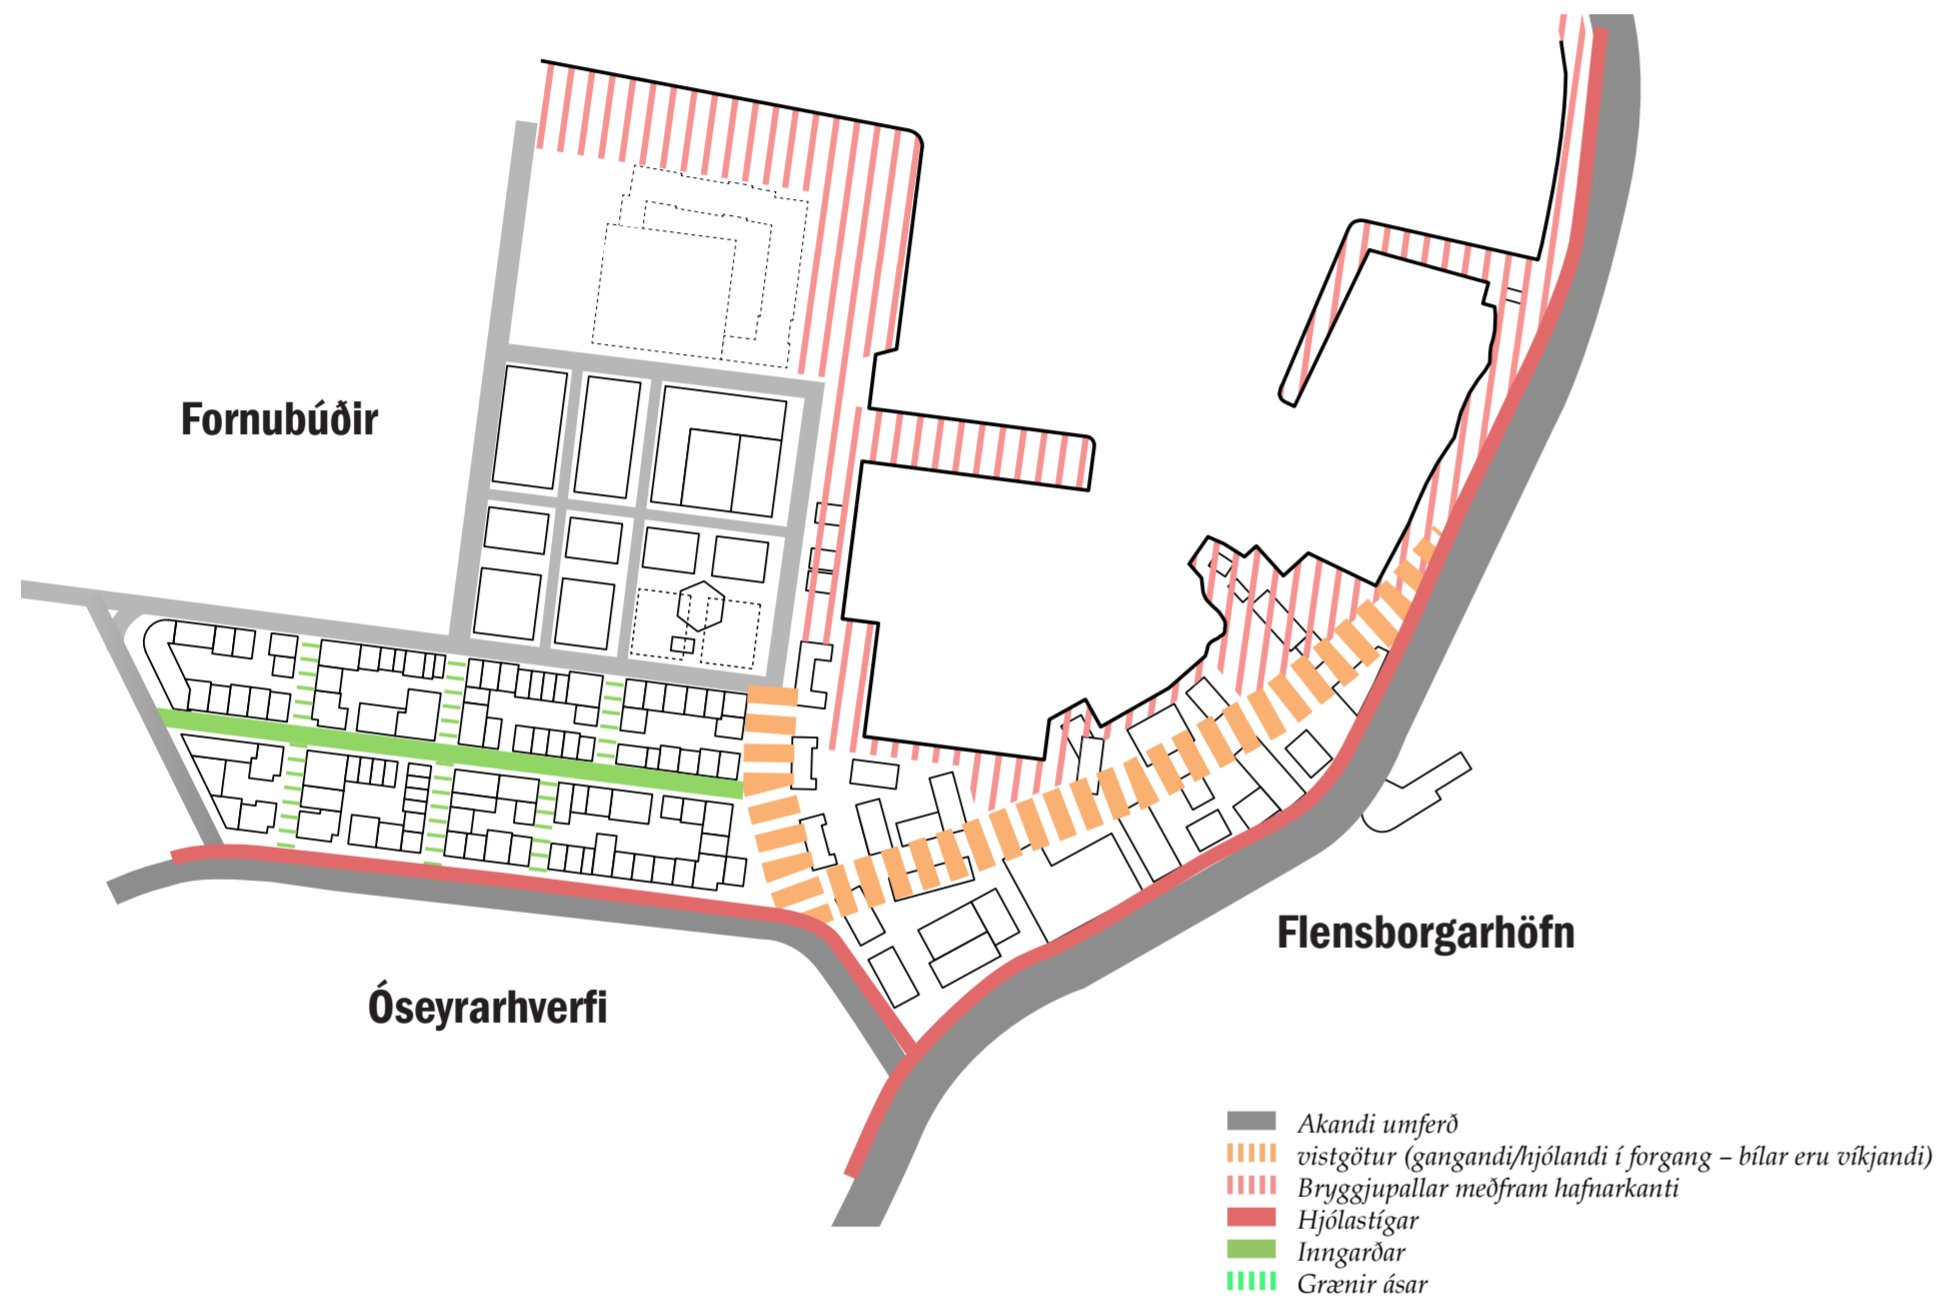 Fornubúðir
Flensborgarhöfn
Óseyrarhverfi
Akandi umferð
vistgötur (gangandi/hjólandi í forgang – bílar eru víkjandi)
Bryggjupallar meðfram hafnarkanti
Hjólastígar
Inngarðar
Grænir ásar